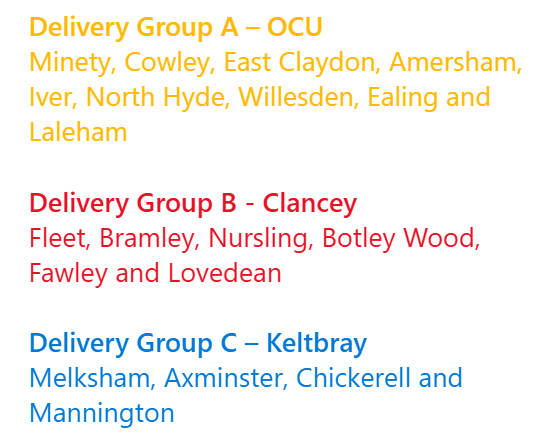 Delivery Group A – OCU
Minety, Cowley, East Claydon, Amersham,
Iver, North Hyde, Willesden, Ealing and
Laleham
Delivery Group B - Clancey
Fleet, Bramley, Nursling, Botley Wood,
Fawley and Lovedean
Delivery Group C – Keltbray
Melksham, Axminster, Chickerell and
Mannington